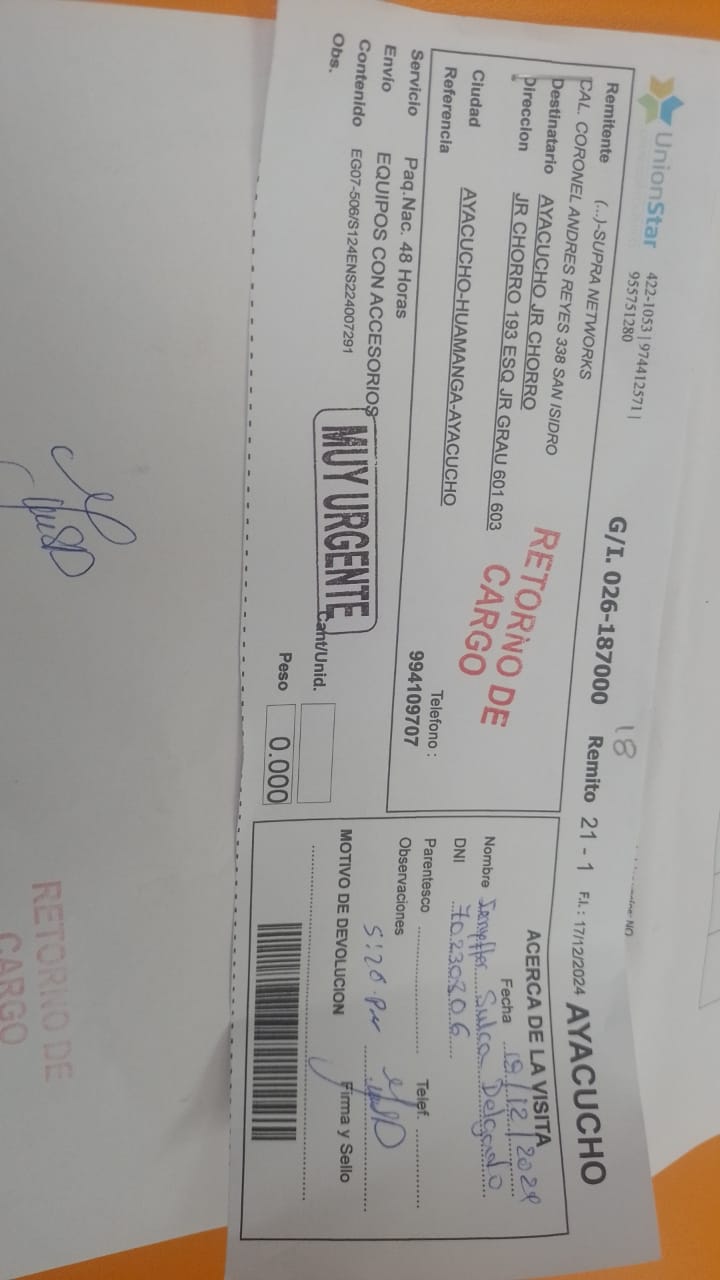 UnionStar
422-1053 | 974412571 |
955751280
G/I. 026-187000
18
Remito 21 - 1 F.I.: 17/12/2024 AYACUCHO
Remitente (...)-SUPRA NETWORKS
CAL. CORONEL ANDRES REYES 338 SAN ISIDRO
Destinatario AYACUCHO JR CHORRO
Direccion JR CHORRO 193 ESQ JR GRAU 601 603
Ciudad AYACUCHO-HUAMANGA-AYACUCHO
Referencia
RETORNO DE
CARGO
Telefono :
994109707
Servicio Paq.Nac. 48 Horas
Envío EQUIPOS CON ACCESORIOS
Contenido EG07-506/S124ENS224007291
Obs.
MUY URGENTE
Cant/Unid.
Peso 0.000
ACERCA DE LA VISITA
Fecha 19/12/2024
Nombre Sulca Delgado
DNI 70230806
Parentesco Telef.
Observaciones 5:20 Pm
MOTIVO DE DEVOLUCION Firma y Sello
RETORNO DE
CARGO